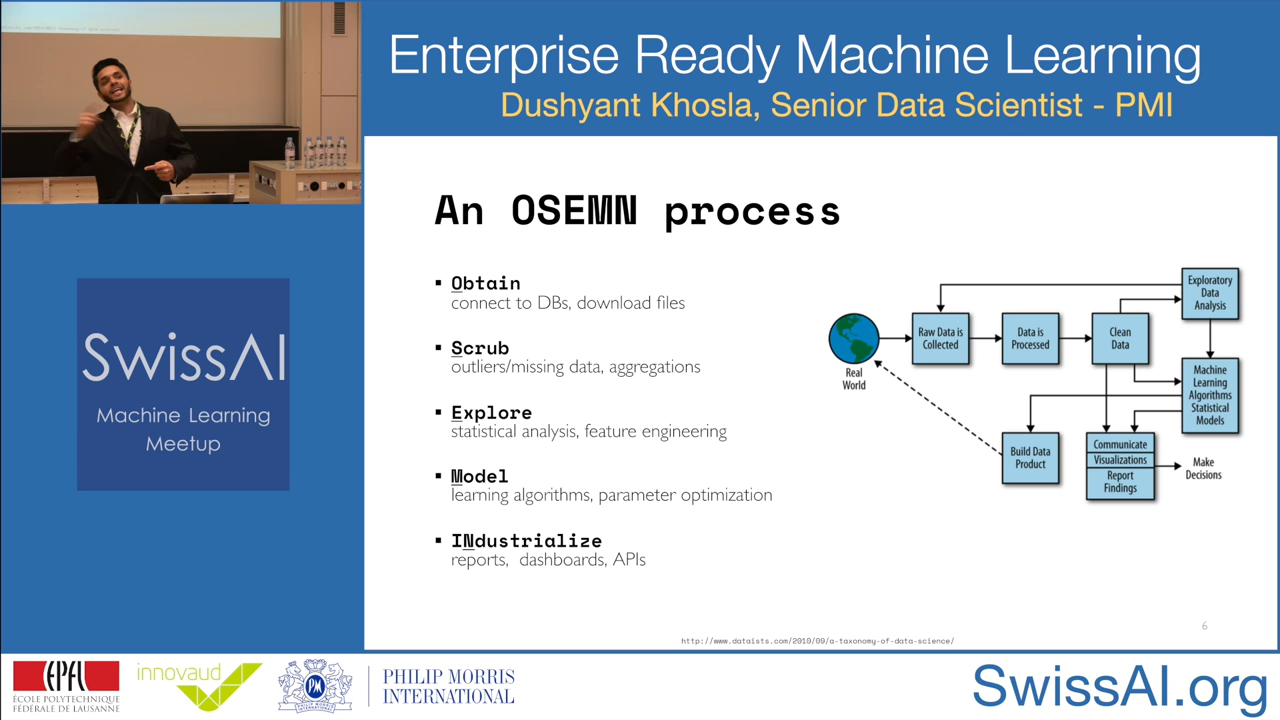 Enterprise Ready Machine Learning
Dushyant Khosla, Senior Data Scientist - PMI
SwissAI
Machine Learning
Meetup
An OSEMN process
▪ Obtain
connect to DBs, download files
▪ Scrub
outliers/missing data, aggregations
▪ Explore
statistical analysis, feature engineering
▪ Model
learning algorithms, parameter optimization
▪ INdustrialize
reports,  dashboards, APIs
Real
World
Raw Data is
Collected
Data is
Processed
Clean
Data
Exploratory
Data
Analysis
Machine
Learning
Algorithms
Statistical
Models
Build Data
Product
Communicate
Visualizations
Report
Findings
Make
Decisions
6
http://www.dataists.com/2010/09/a-taxonomy-of-data-science/
EPFL
ÉCOLE POLYTECHNIQUE
FÉDÉRALE DE LAUSANNE
innovaud
PM
PHILIP MORRIS
INTERNATIONAL
SwissAI.org